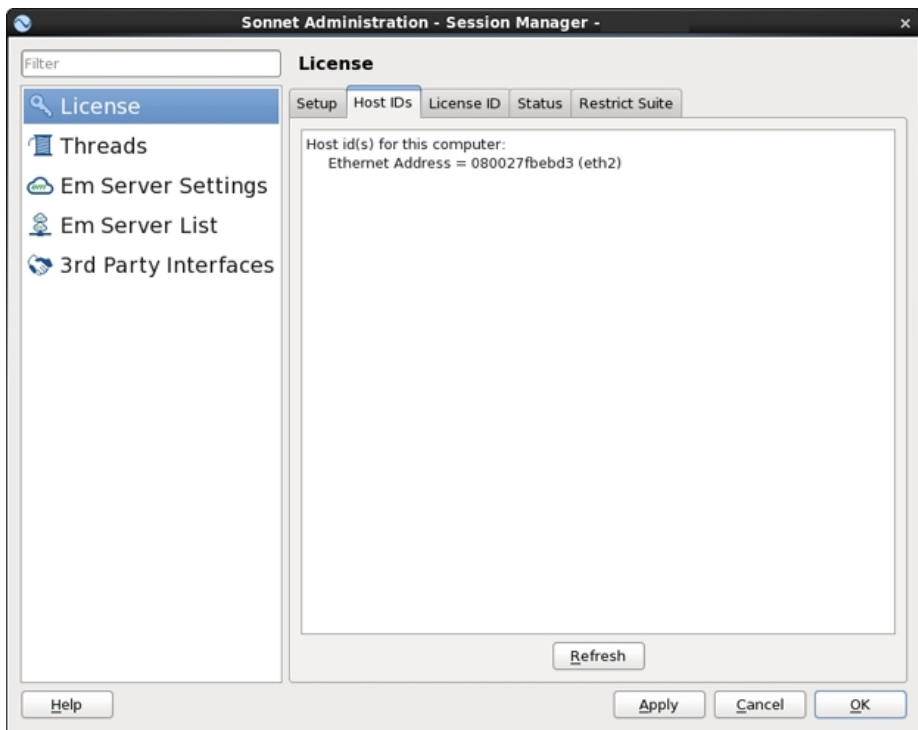 Sonnet Administration - Session Manager -
Filter
License
Threads
Em Server Settings
Em Server List
3rd Party Interfaces
License
Setup Host IDs License ID Status Restrict Suite
Host id(s) for this computer:
Ethernet Address = 080027fbebd3 (eth2)
Refresh
Help Apply Cancel OK